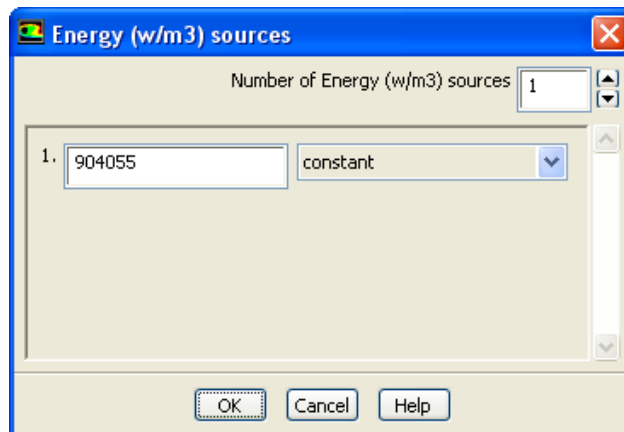 Energy (w/m3) sources
Number of Energy (w/m3) sources 1
1. 904055 constant
OK Cancel Help